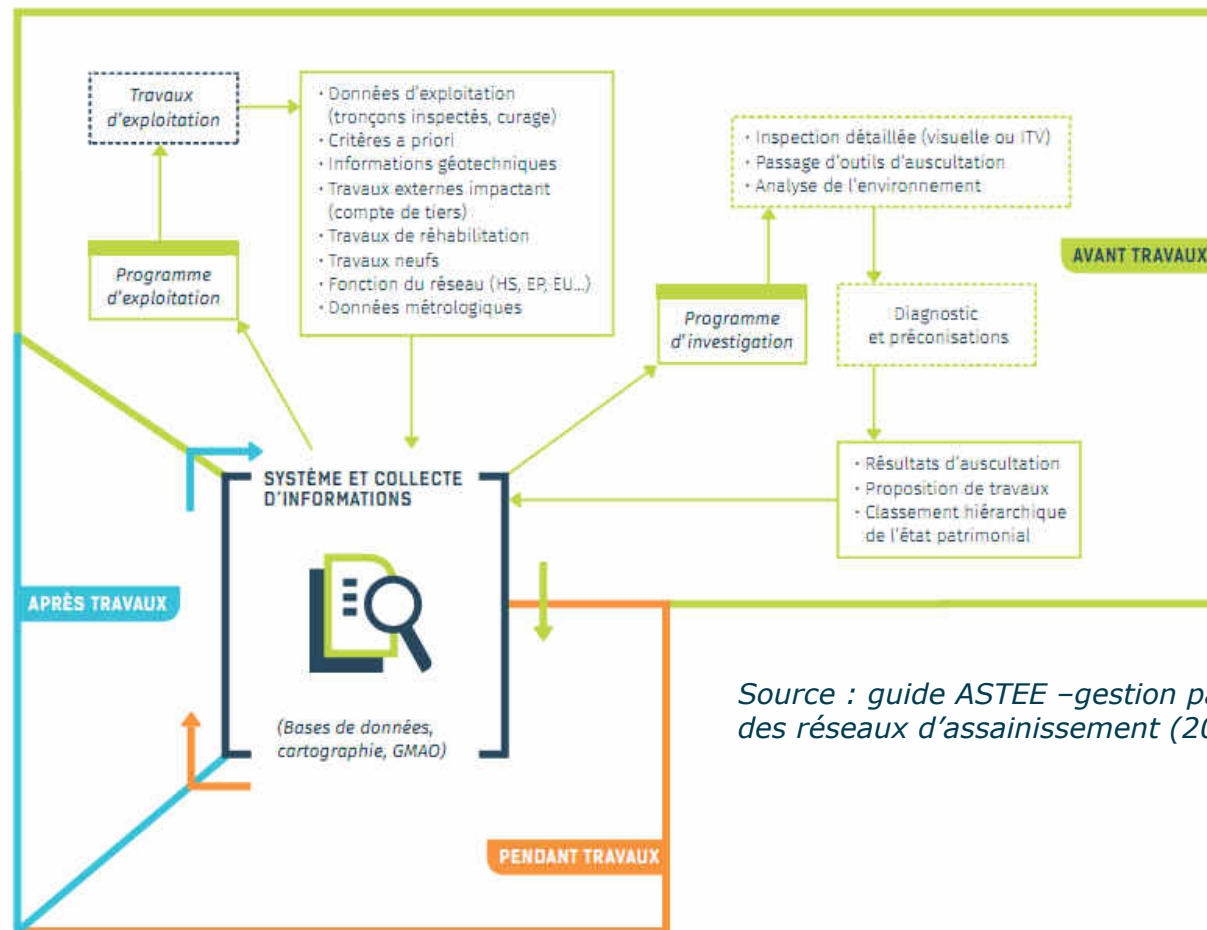 Travaux
d'exploitation
Programme
d'exploitation
· Données d'exploitation
(tronçons inspectés, curage)
· Critères a priori
· Informations géotechniques
· Travaux externes impactant
(compte de tiers)
· Travaux de réhabilitation
· Travaux neufs
· Fonction du réseau (HS, EP, EU...)
· Données métrologiques
Programme
d'investigation
· Inspection détaillée (visuelle ou ITV)
· Passage d'outils d'auscultation
· Analyse de l'environnement
AVANT TRAVAUX
Diagnostic
et préconisations
· Résultats d'auscultation
· Proposition de travaux
· Classement hiérarchique
de l'état patrimonial
SYSTÈME ET COLLECTE
D'INFORMATIONS
(Bases de données,
cartographie, GMAO)
APRÈS TRAVAUX
PENDANT TRAVAUX
Source : guide ASTEE –gestion
des réseaux d'assainissement